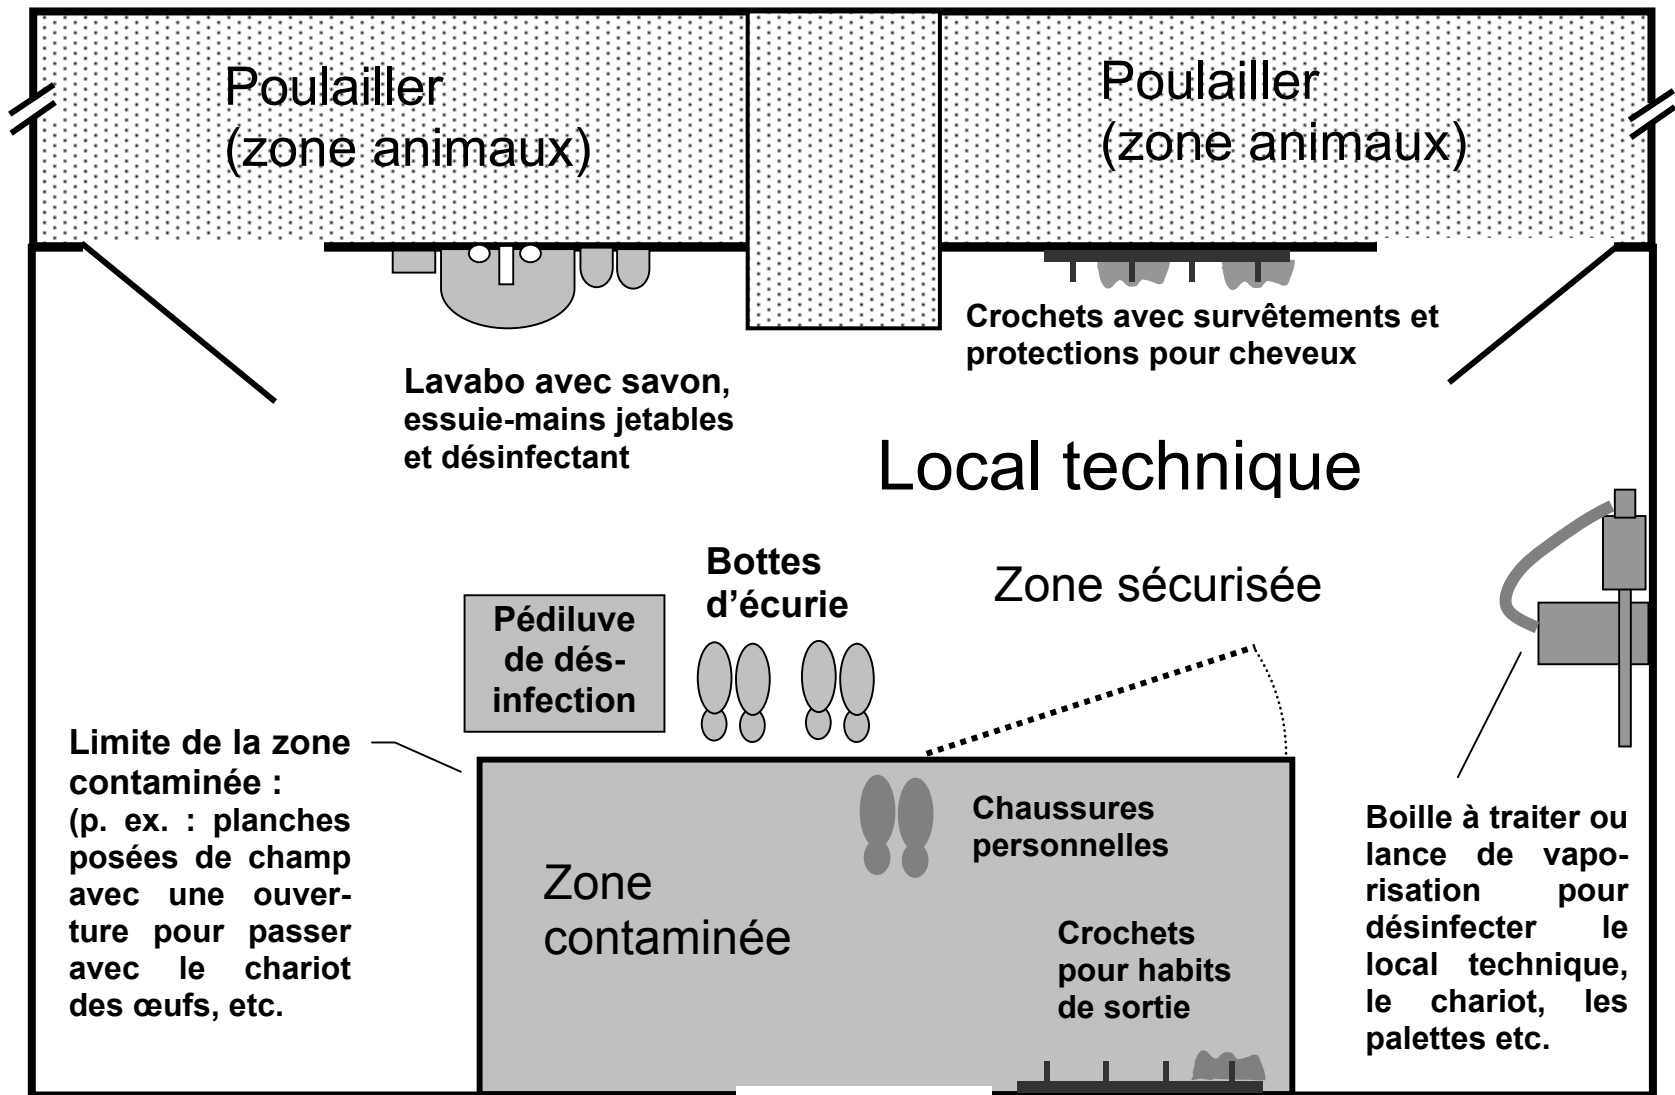 Poulailler
(zone animaux)
Poulailler
(zone animaux)
Crochets avec survêtements et
protections pour cheveux
Lavabo avec savon,
essuie-mains jetables
et désinfectant
Local technique
Zone sécurisée
Bottes
d’écurie
Pédiluve
de dés-
infection
Limite de la zone
contaminée :
(p. ex. : planches
posées de champ
avec une ouver-
ture pour passer
avec le chariot
des œufs, etc.
Chaussures
personnelles
Zone
contaminée
Crochets
pour habits
de sortie
Boille à traiter ou
lance de vapo-
risation pour
désinfecter le
local technique,
le chariot, les
palettes etc.